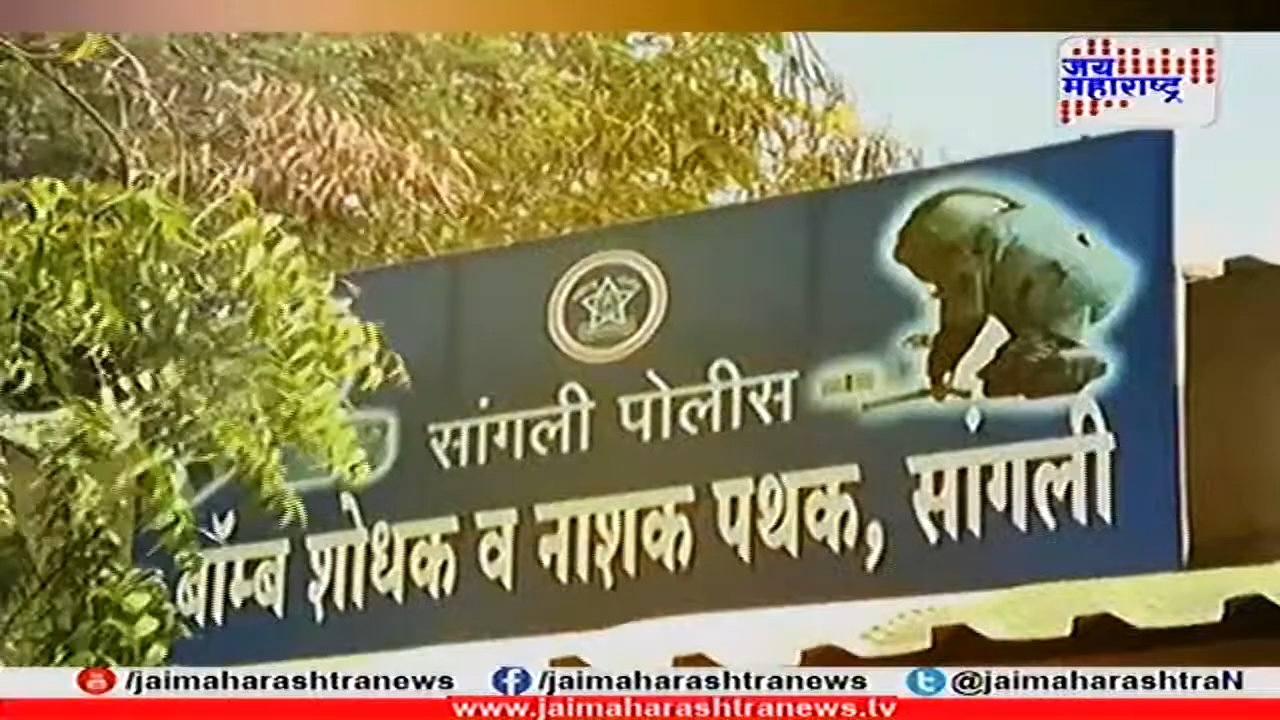 जय
महाराष्ट्र
सांगली पोलीस
बॉम्ब शोधक व नाशक पथक, सांगली
/jaimaharashtranews /jaimaharashtranews @jaimaharashtraN
www.jaimaharashtranews.tv